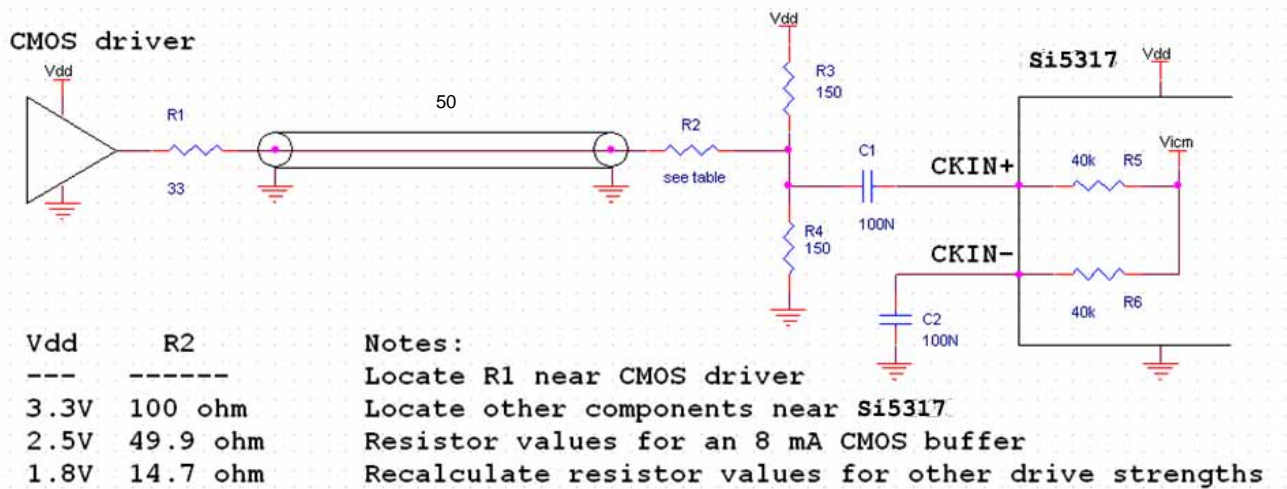 CMOS driver
Vdd
R1
33
50
R2
see table
Vdd
R3
150
R4
150
C1
100N
CKIN+
CKIN-
C2
100N
Si5317
Vdd
Vicm
40k R5
40k R6
Vdd R2
--- ------
3.3V 100 ohm
2.5V 49.9 ohm
1.8V 14.7 ohm
Notes:
Locate R1 near CMOS driver
Locate other components near Si5317
Resistor values for an 8 mA CMOS buffer
Recalculate resistor values for other drive strengths